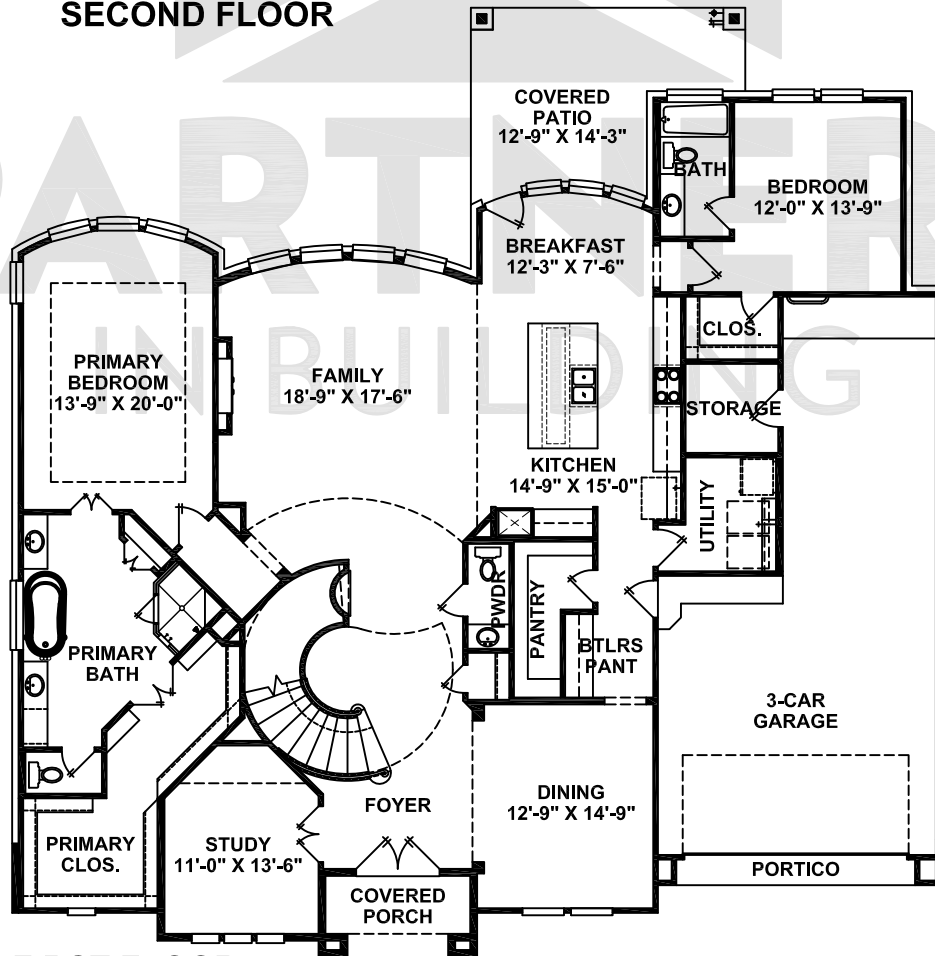 SECOND FLOOR
PARTNERS
IN BUILDING
COVERED
PATIO
12'-9" X 14'-3"
BATH
BEDROOM
12'-0" X 13'-9"
BREAKFAST
12'-3" X 7'-6"
CLOS.
PRIMARY
BEDROOM
13'-9" X 20'-0"
FAMILY
18'-9" X 17'-6"
STORAGE
KITCHEN
14'-9" X 15'-0"
UTILITY
PWDR
PANTRY
BTLRS
PANT
PRIMARY
BATH
3-CAR
GARAGE
FOYER
DINING
12'-9" X 14'-9"
PRIMARY
CLOS.
STUDY
11'-0" X 13'-6"
COVERED
PORCH
PORTICO